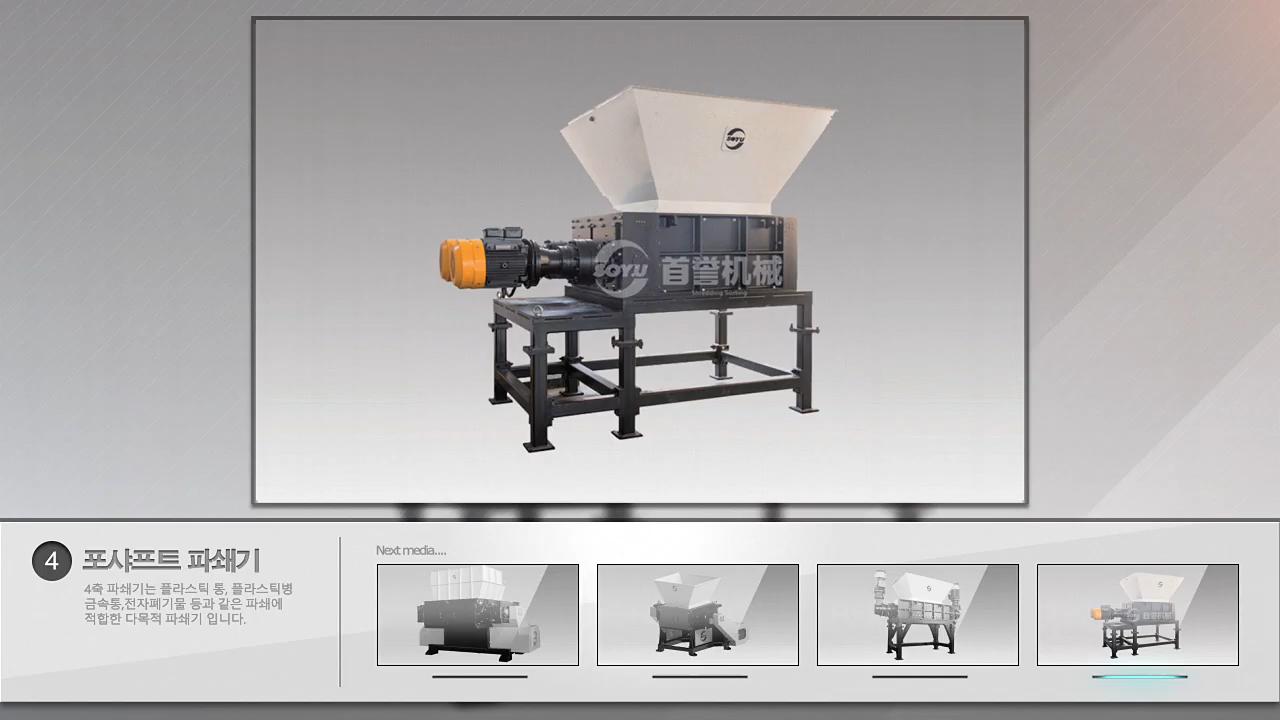 SOYU
SOYU 首誉机械
Shredding Sorting
4 포샤프트 파쇄기
4축 파쇄기는 플라스틱 통, 플라스틱병
금속통,전자폐기물 등과 같은 파쇄에
적합한 다목적 파쇄기 입니다.
Next media....